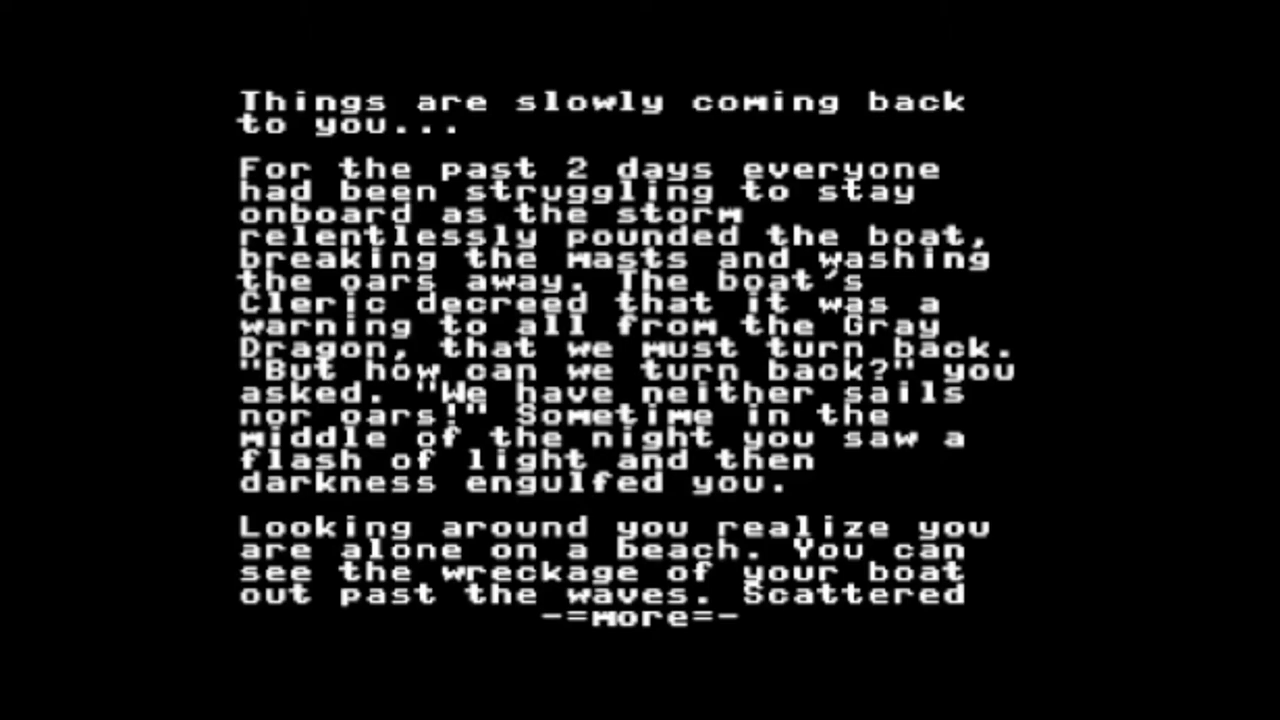 Things are slowly coming back
to you...
For the past 2 days everyone
had been struggling to stay
onboard as the storm
relentlessly pounded the boat,
breaking the masts and washing
the oars away. The boat's
Cleric decreed that it was a
warning to all from the Gray
Dragon, that we must turn back.
"But how can we turn back?" you
asked. "We have neither sails
nor oars!" Sometime in the
middle of the night you saw a
flash of light and then
darkness engulfed you.
Looking around you realize you
are alone on a beach. You can
see the wreckage of your boat
out past the waves. Scattered
-=more=-